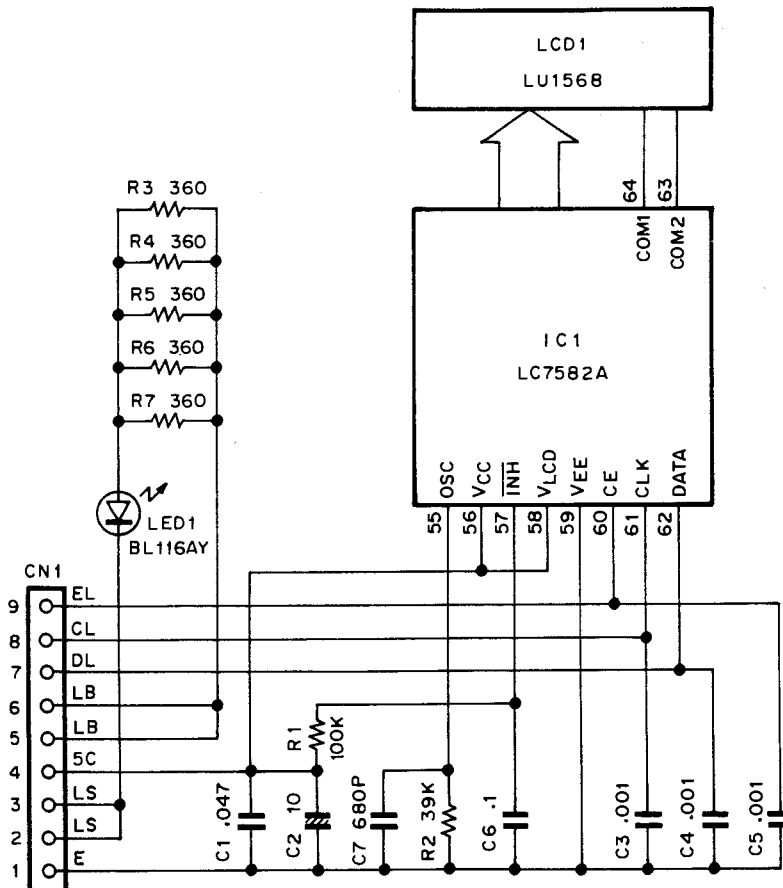 LCD1
LU1568
64
63
COM1
COM2
IC1
LC7582A
OSC
VCC
INH
VLCD
VEE
CE
CLK
DATA
55
56
57
58
59
60
61
62
R3 360
R4 360
R5 360
R6 360
R7 360
LED1
BL116AY
CN1
9 EL
8 CL
7 DL
6 LB
5 LB
4 5C
3 LS
2 LS
1 E
R1
100K
C1 .047
C2 10
C7 680P
R2 39K
C6 .1
C3 .001
C4 .001
C5 .001